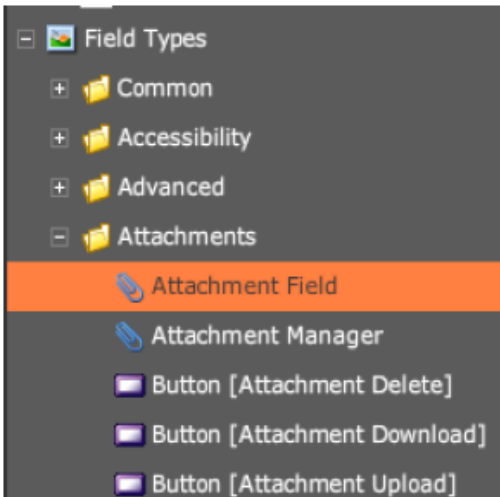 Field Types
Common
Accessibility
Advanced
Attachments
Attachment Field
Attachment Manager
Button [Attachment Delete]
Button [Attachment Download]
Button [Attachment Upload]